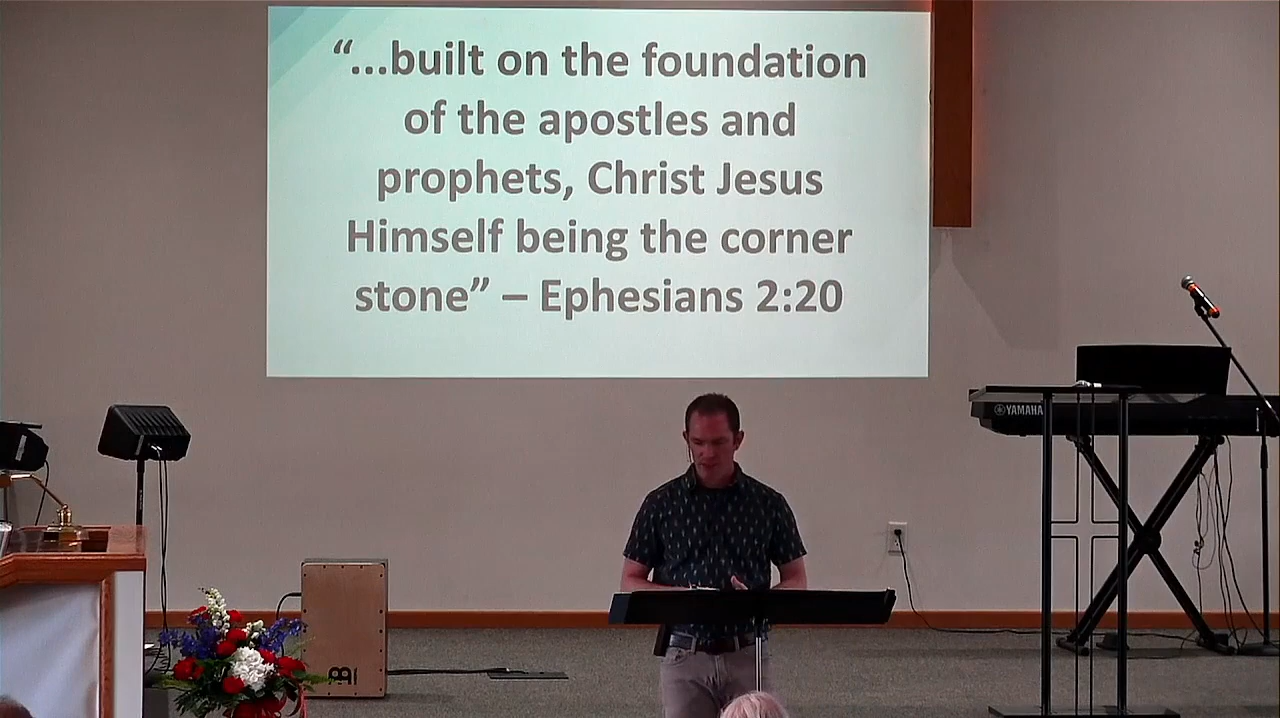 “...built on the foundation
of the apostles and
prophets, Christ Jesus
Himself being the corner
stone” – Ephesians 2:20
YAMAHA